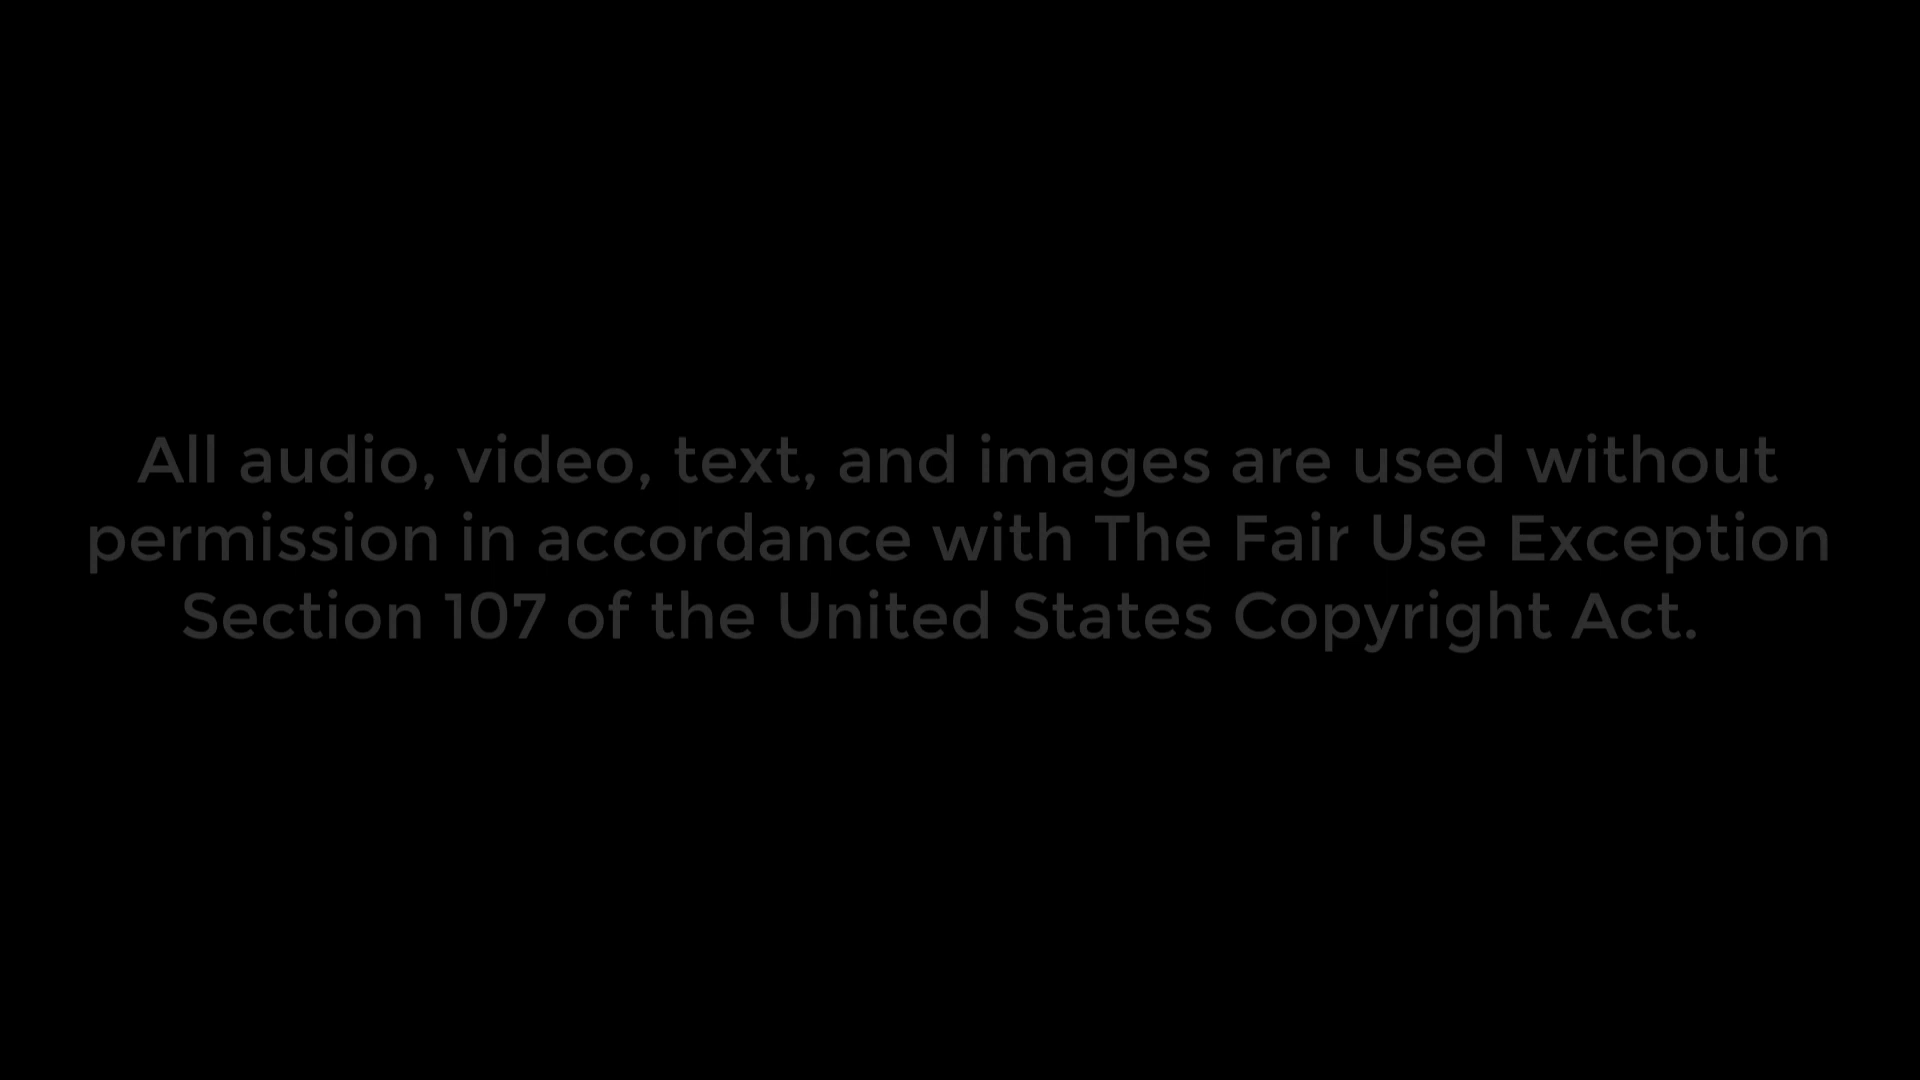 All audio, video, text, and images are used without
permission in accordance with The Fair Use Exception
Section 107 of the United States Copyright Act.